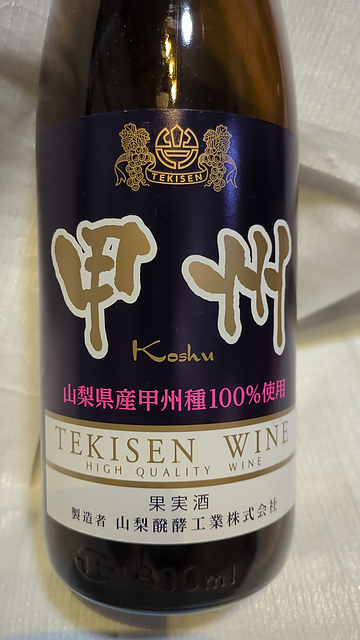 TEKISEN
甲州
Koshu
山梨県産甲州種100%使用
TEKISEN WINE
HIGH QUALITY WINE
果実酒
製造者 山梨醗酵工業株式会社
1800ml